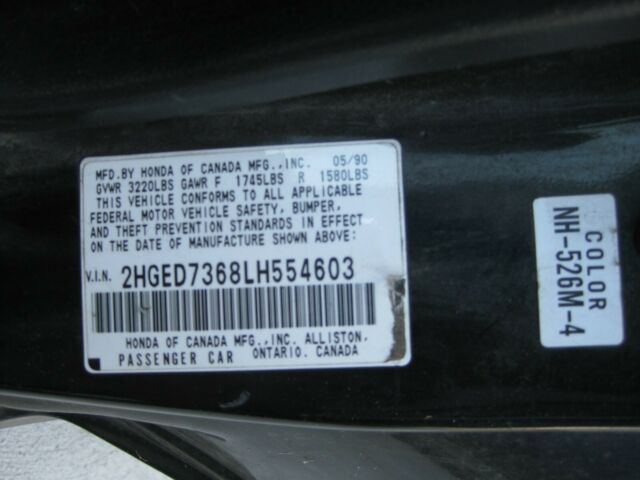 MFD.BY HONDA OF CANADA MFG.,INC. 05/90
GVWR 3220LBS GAWR F 1745LBS R 1580LBS
THIS VEHICLE CONFORMS TO ALL APPLICABLE
FEDERAL MOTOR VEHICLE SAFETY, BUMPER,
AND THEFT PREVENTION STANDARDS IN EFFECT
ON THE DATE OF MANUFACTURE SHOWN ABOVE:
V.I.N. 2HGED7368LH554603
HONDA OF CANADA MFG.,INC. ALLISTON,
PASSENGER CAR ONTARIO. CANADA
COLOR
NH-526M-4